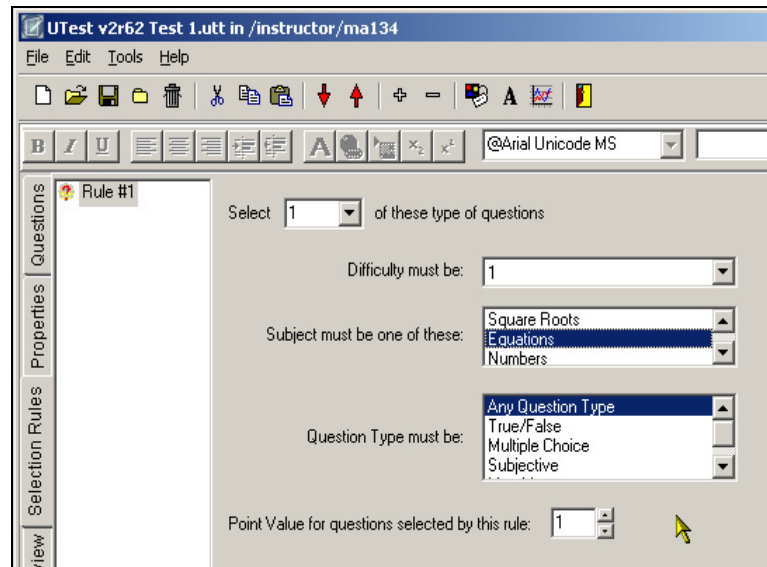 UTest v2r62 Test 1.utt in /instructor/ma134
File Edit Tools Help
A
B I U A x₂ x² @Arial Unicode MS
Questions
Properties
Selection Rules
view
Rule #1
Select 1 of these type of questions
Difficulty must be: 1
Subject must be one of these:
Square Roots
Equations
Numbers
Question Type must be:
Any Question Type
True/False
Multiple Choice
Subjective
Point Value for questions selected by this rule: 1